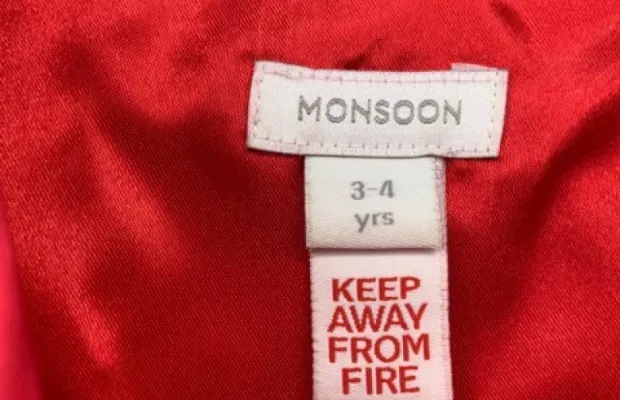 MONSOON
3-4
yrs
KEEP
AWAY
FROM
FIRE